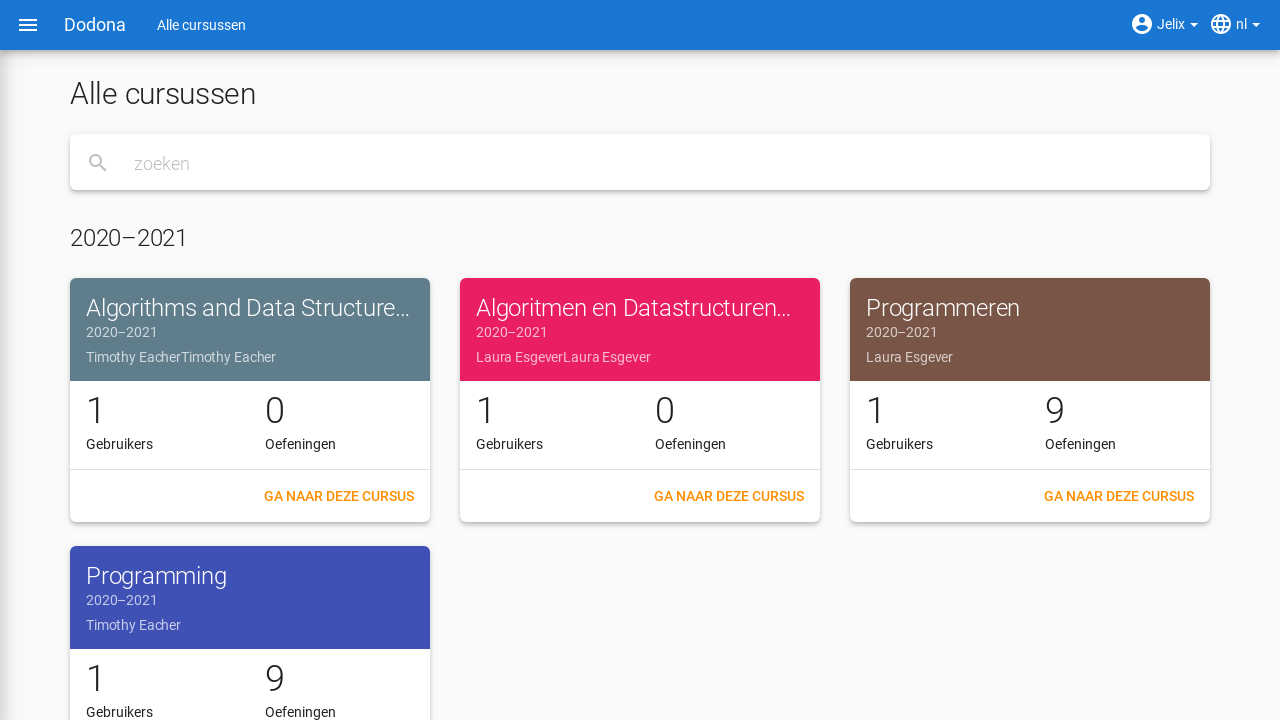 Dodona
Alle cursussen
Jelix
nl
Alle cursussen
zoeken
2020–2021
Algorithms and Data Structure...
2020–2021
Timothy EacherTimothy Eacher
1
0
Gebruikers
Oefeningen
GA NAAR DEZE CURSUS
Algoritmen en Datastructuren...
2020–2021
Laura EsgeverLaura Esgever
1
0
Gebruikers
Oefeningen
GA NAAR DEZE CURSUS
Programmeren
2020–2021
Laura Esgever
1
9
Gebruikers
Oefeningen
GA NAAR DEZE CURSUS
Programming
2020–2021
Timothy Eacher
1
9
Gebruikers
Oefeningen